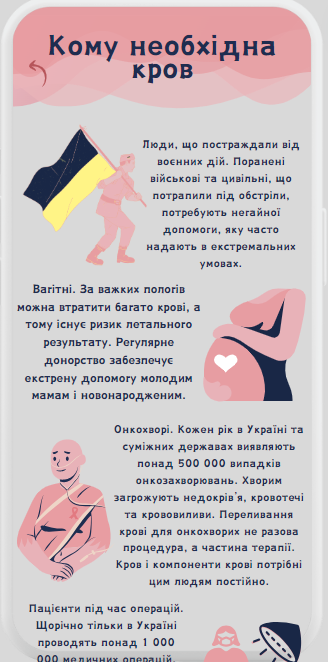 Кому необхідна
кров
Люди, що постраждали від
воєнних дій. Поранені
військові та цивільні, що
потрапили під обстріли,
потребують негайної
допомоги, яку часто
надають в екстремальних
умовах.
Вагітні. За важких пологів
можна втратити багато крові, а
тому існує ризик летального
результату. Регулярне
донорство забезпечує
екстрену допомогу молодим
мамам і новонародженим.
Онкохворі. Кожен рік в Україні та
суміжних державах виявляють
понад 500 000 випадків
онкозахворювань. Хворим
загрожують недокрів'я, кровотечі
та крововиливи. Переливання
крові для онкохворих не разова
процедура, а частина терапії.
Кров і компоненти крові потрібні
цим людям постійно.
Пацієнти під час операцій.
Щорічно тільки в Україні
проводять понад 1 000
000 медичних операцій.